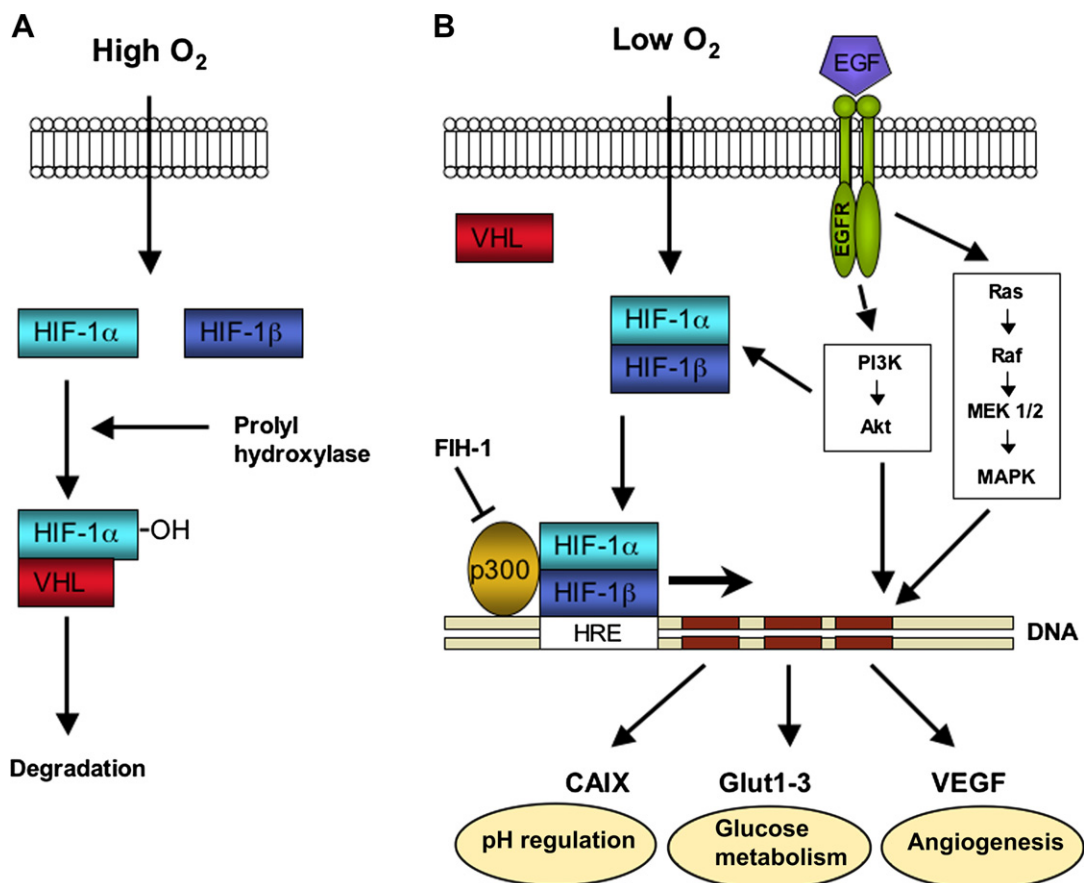 A
High O2
HIF-1α
HIF-1β
Prolyl
hydroxylase
HIF-1α
-OH
VHL
Degradation
B
Low O2
EGF
VHL
EGFR
HIF-1α
HIF-1β
PI3K
Akt
Ras
Raf
MEK 1/2
MAPK
FIH-1
p300
HIF-1α
HIF-1β
HRE
DNA
CAIX
Glut1-3
VEGF
pH regulation
Glucose
metabolism
Angiogenesis